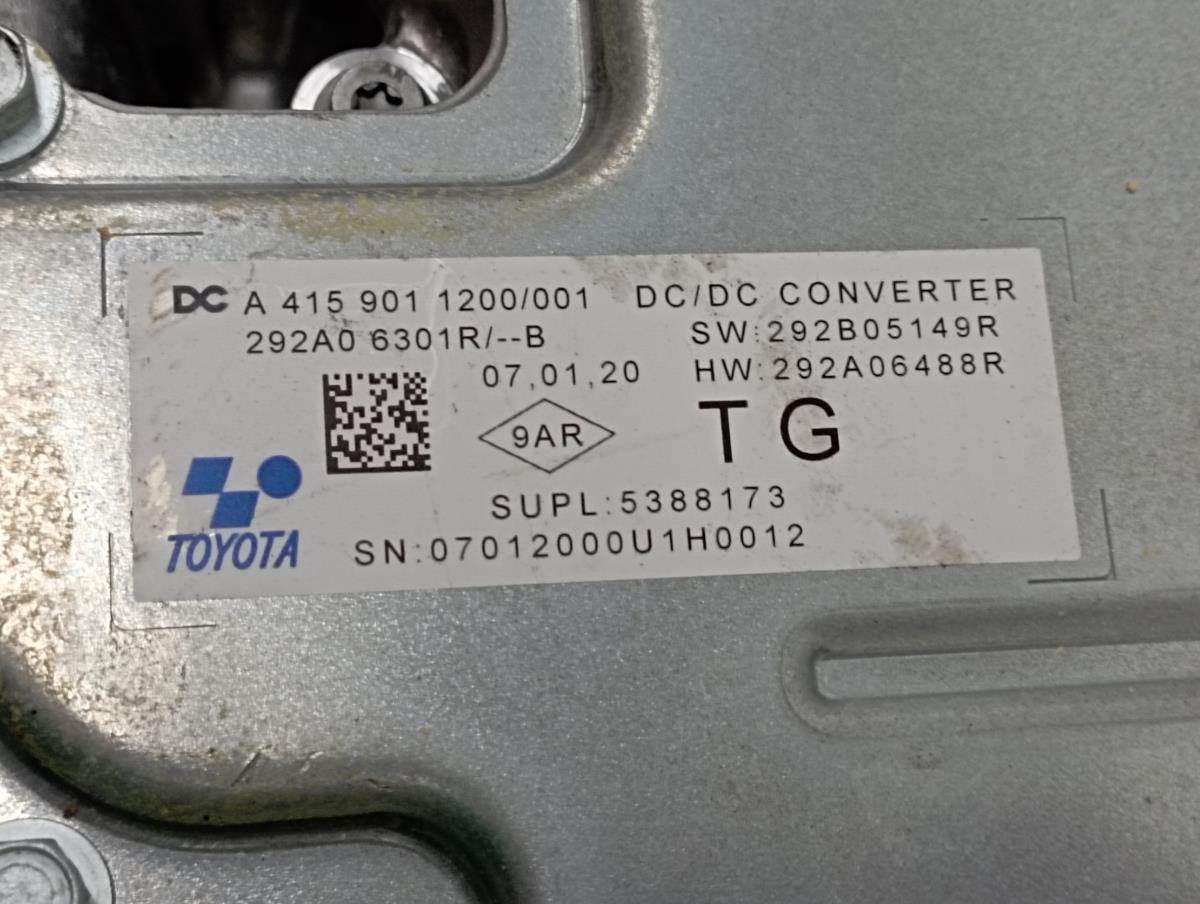 DC A 415 901 1200/001 DC/DC CONVERTER
292A0 6301R/--B SW:292B05149R
07,01,20 HW:292A06488R
9AR TG
SUPL:5388173
TOYOTA SN:07012000U1H0012